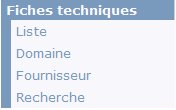 Fiches techniques
Liste
Domaine
Fournisseur
Recherche